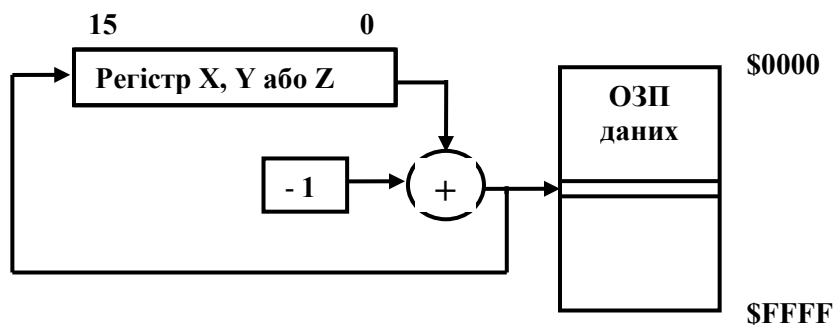 15 0
Регістр X, Y або Z
$0000
ОЗП
даних
- 1
+
$FFFF